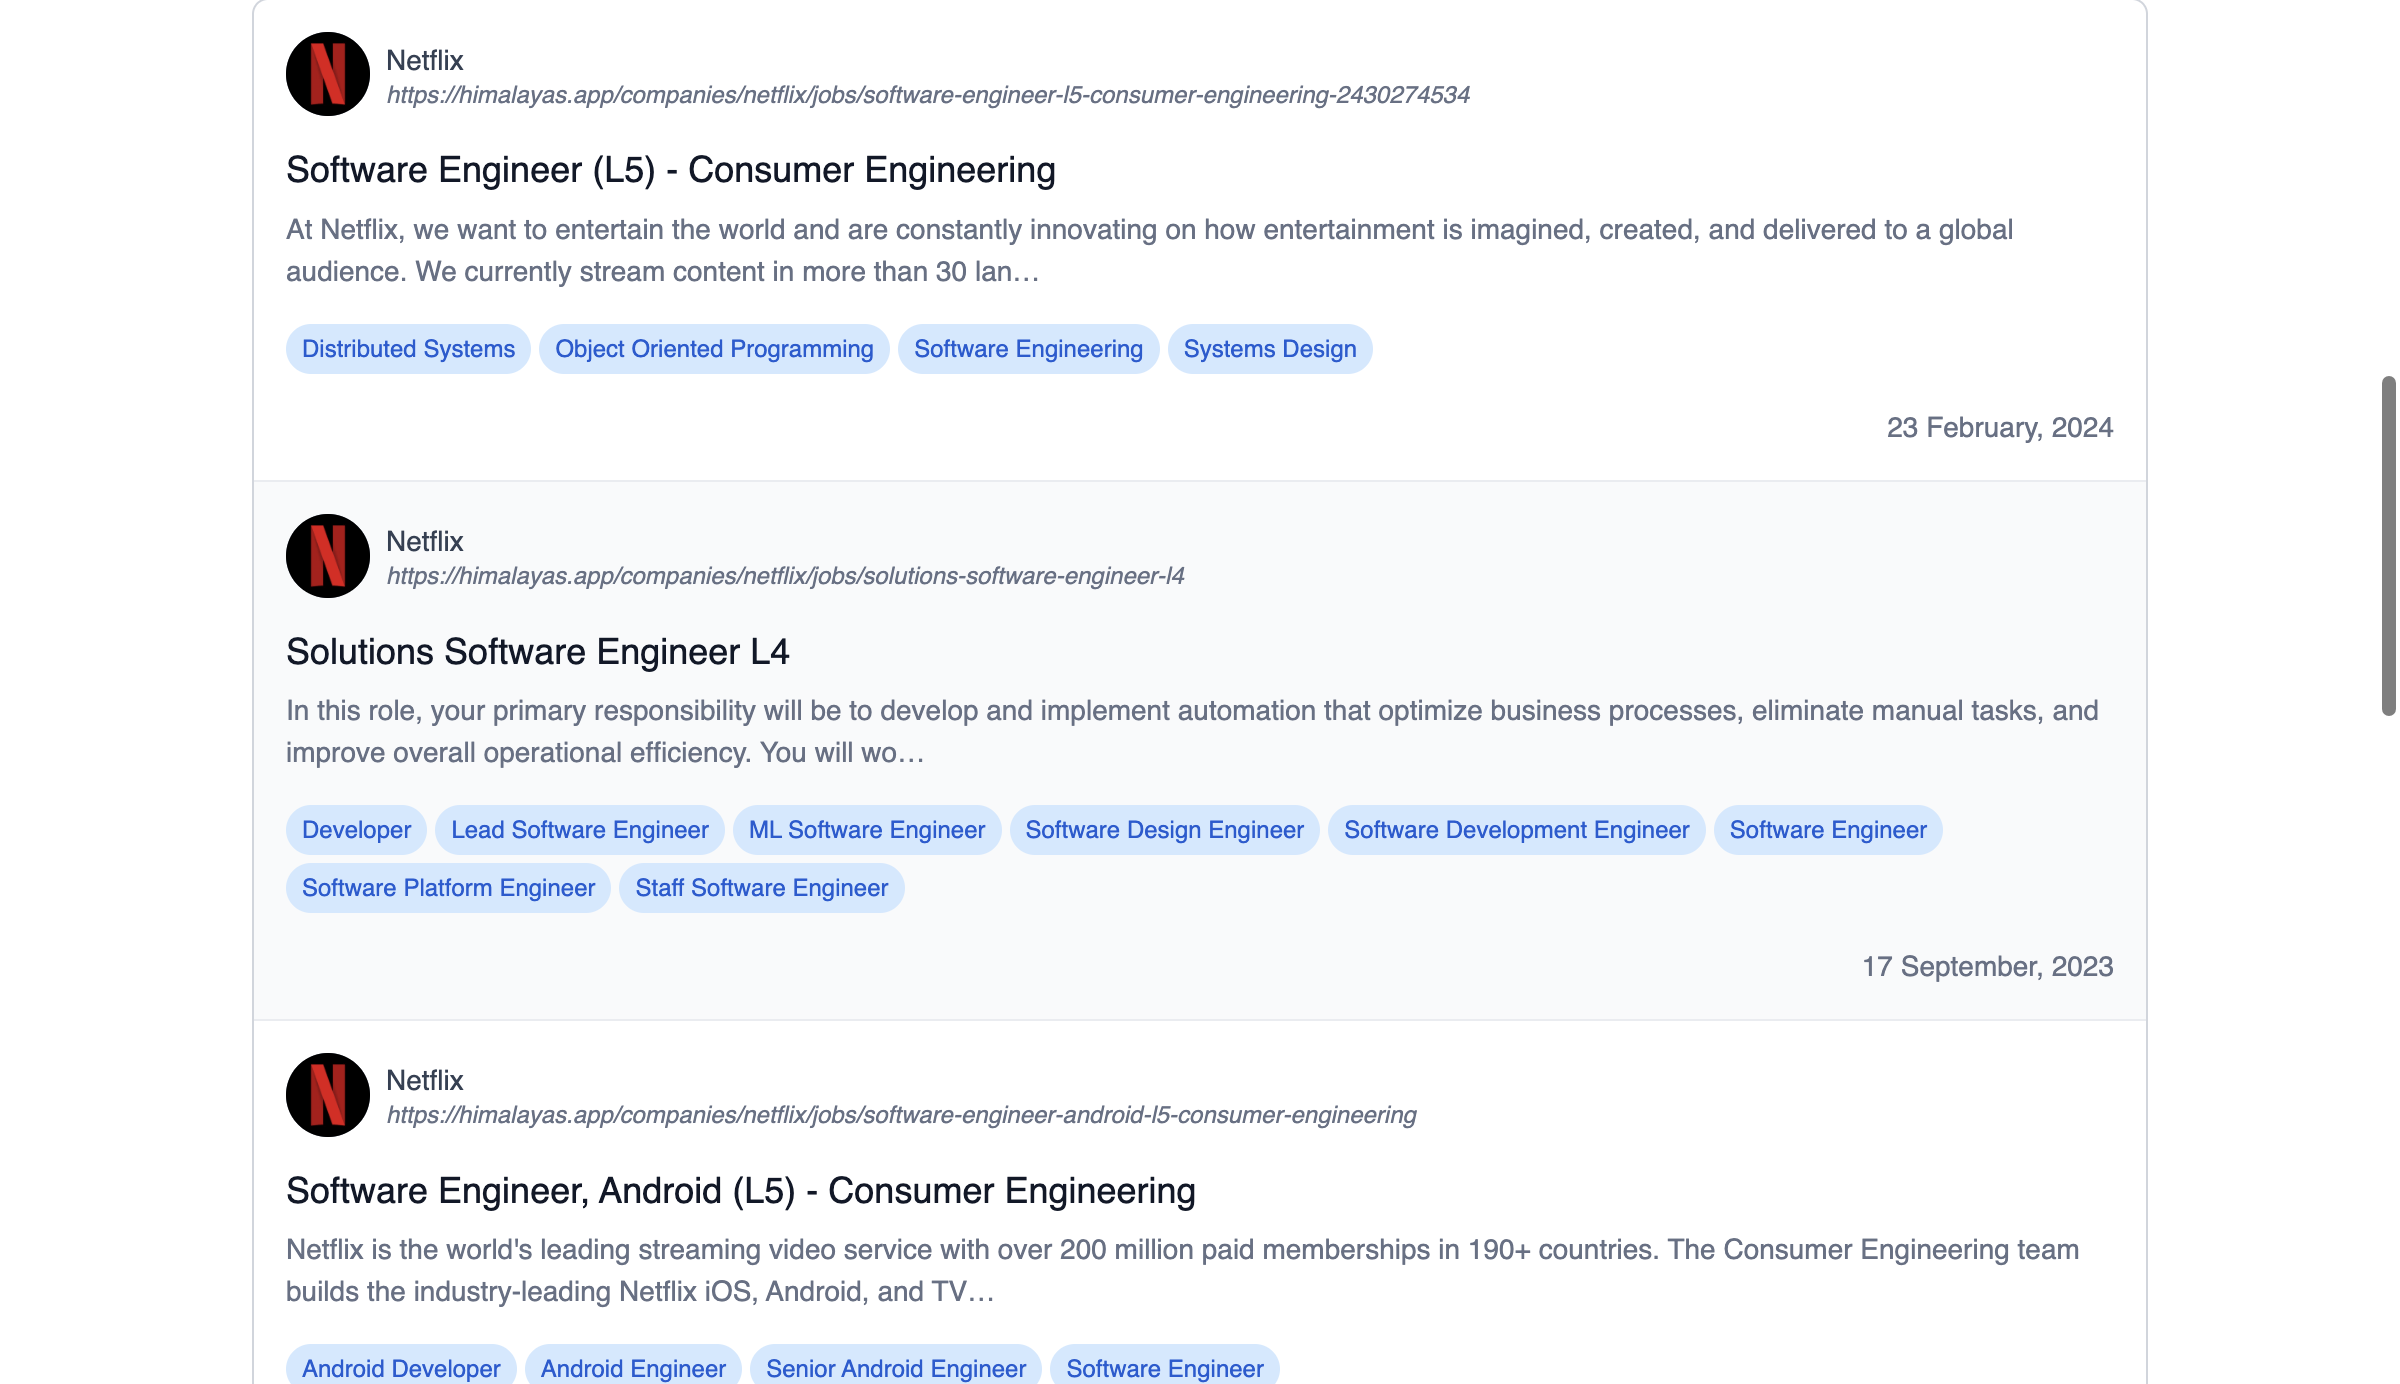 Netflix
https://himalayas.app/companies/netflix/jobs/software-engineer-l5-consumer-engineering-2430274534
Software Engineer (L5) - Consumer Engineering
At Netflix, we want to entertain the world and are constantly innovating on how entertainment is imagined, created, and delivered to a global
audience. We currently stream content in more than 30 lan…
Distributed Systems Object Oriented Programming Software Engineering Systems Design
23 February, 2024
Netflix
https://himalayas.app/companies/netflix/jobs/solutions-software-engineer-l4
Solutions Software Engineer L4
In this role, your primary responsibility will be to develop and implement automation that optimize business processes, eliminate manual tasks, and
improve overall operational efficiency. You will wo…
Developer Lead Software Engineer ML Software Engineer Software Design Engineer Software Development Engineer Software Engineer
Software Platform Engineer Staff Software Engineer
17 September, 2023
Netflix
https://himalayas.app/companies/netflix/jobs/software-engineer-android-l5-consumer-engineering
Software Engineer, Android (L5) - Consumer Engineering
Netflix is the world's leading streaming video service with over 200 million paid memberships in 190+ countries. The Consumer Engineering team
builds the industry-leading Netflix iOS, Android, and TV…
Android Developer Android Engineer Senior Android Engineer Software Engineer